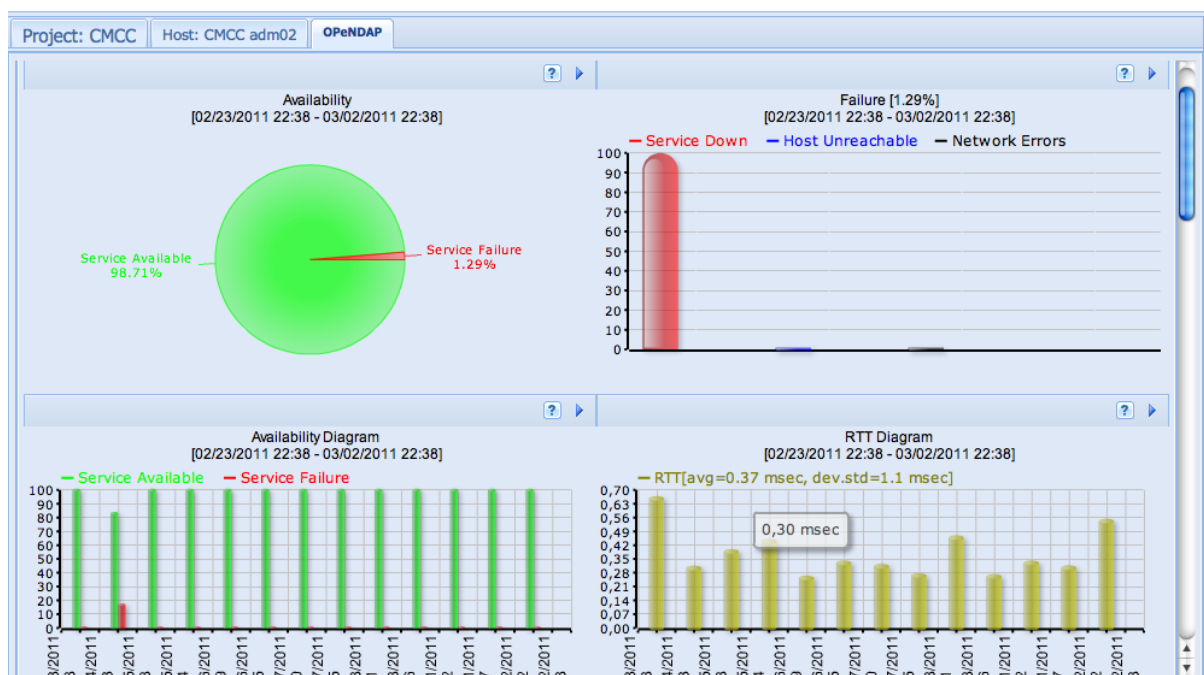 Project: CMCC
Host: CMCC adm02
OPeNDAP
Availability
[02/23/2011 22:38 - 03/02/2011 22:38]
Service Available
98.71%
Service Failure
1.29%
Failure [1.29%]
[02/23/2011 22:38 - 03/02/2011 22:38]
Service Down
Host Unreachable
Network Errors
100
90
80
70
60
50
40
30
20
10
0
Availability Diagram
[02/23/2011 22:38 - 03/02/2011 22:38]
Service Available
Service Failure
100
90
80
70
60
50
40
30
20
10
0
RTT Diagram
[02/23/2011 22:38 - 03/02/2011 22:38]
RTT[avg=0.37 msec, dev.std=1.1 msec]
0,30 msec
0,70
0,63
0,56
0,49
0,42
0,35
0,28
0,21
0,14
0,07
0,00